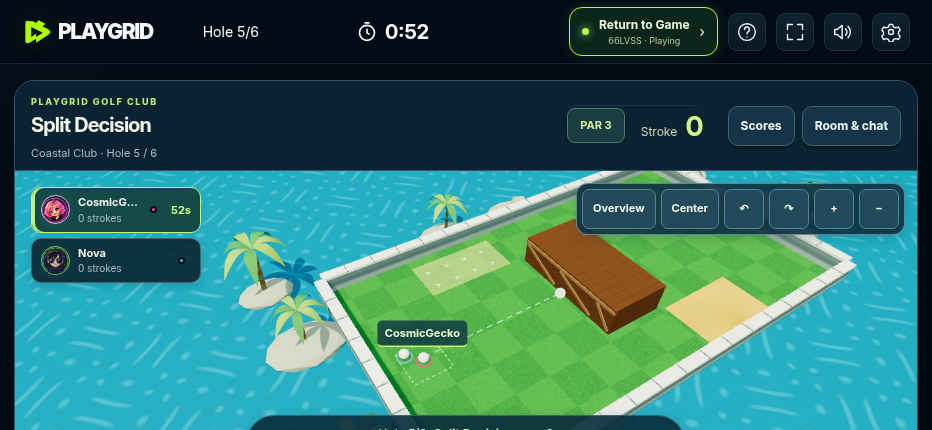 PLAYGRID
Hole 5/6
0:52
Return to Game
66LVSS · Playing
PLAYGRID GOLF CLUB
Split Decision
Coastal Club · Hole 5 / 6
PAR 3
Stroke 0
Scores
Room & chat
CosmicG...
0 strokes
52s
Nova
0 strokes
Overview
Center
CosmicGecko